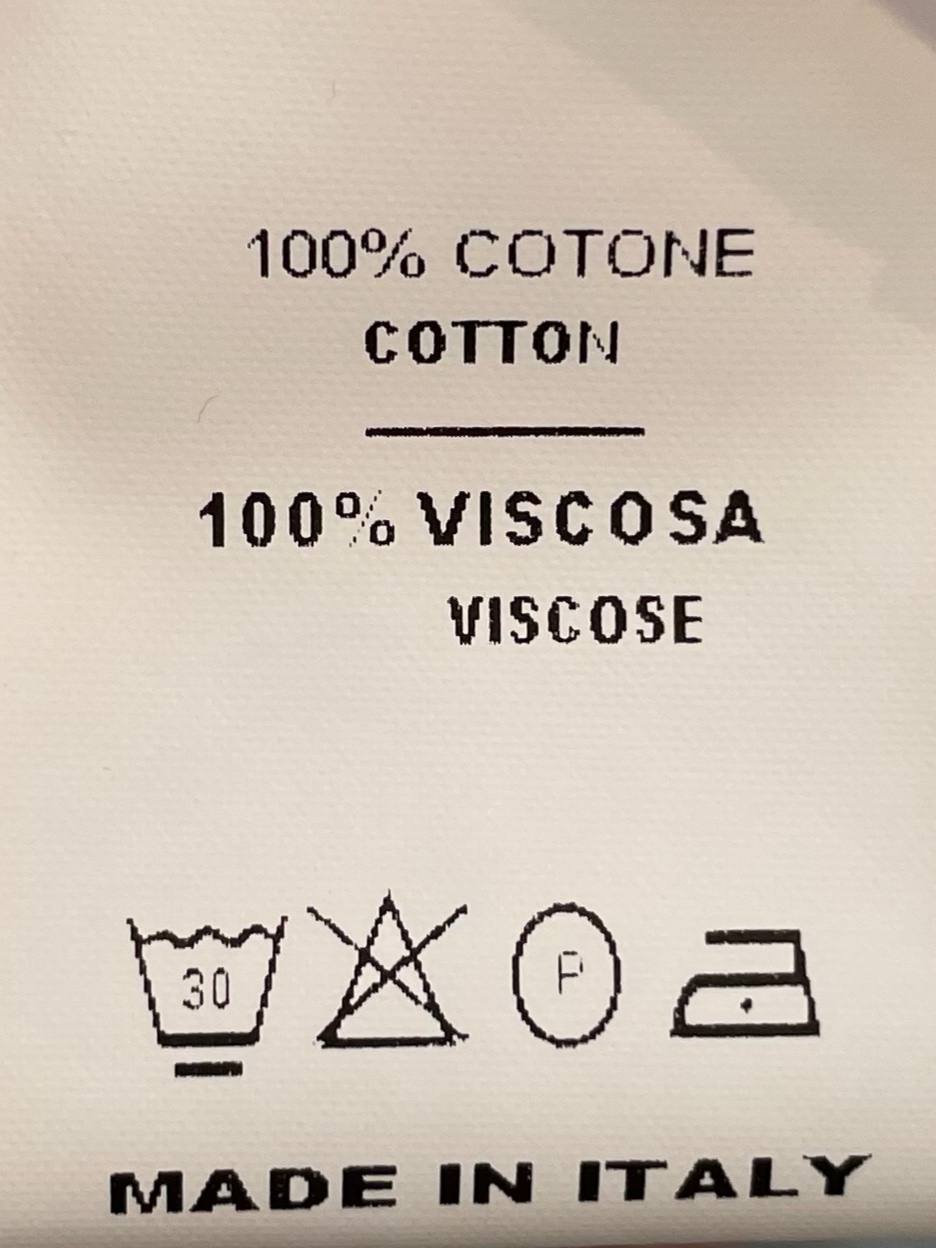 100% COTONE
COTTON
100% VISCOSA
VISCOSE
30
P
MADE IN ITALY